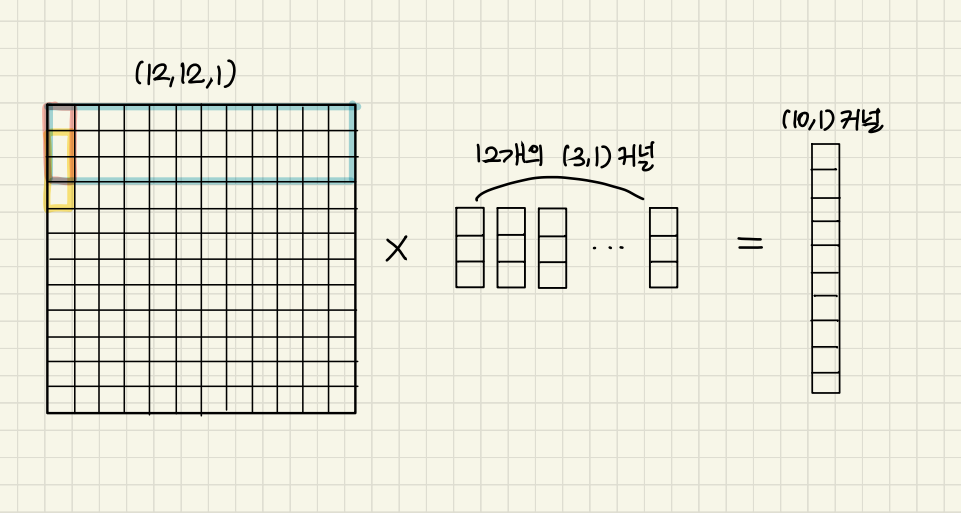 (12,12,1)
(10,1) 커널
12개의 (3,1) 커널
× ... =